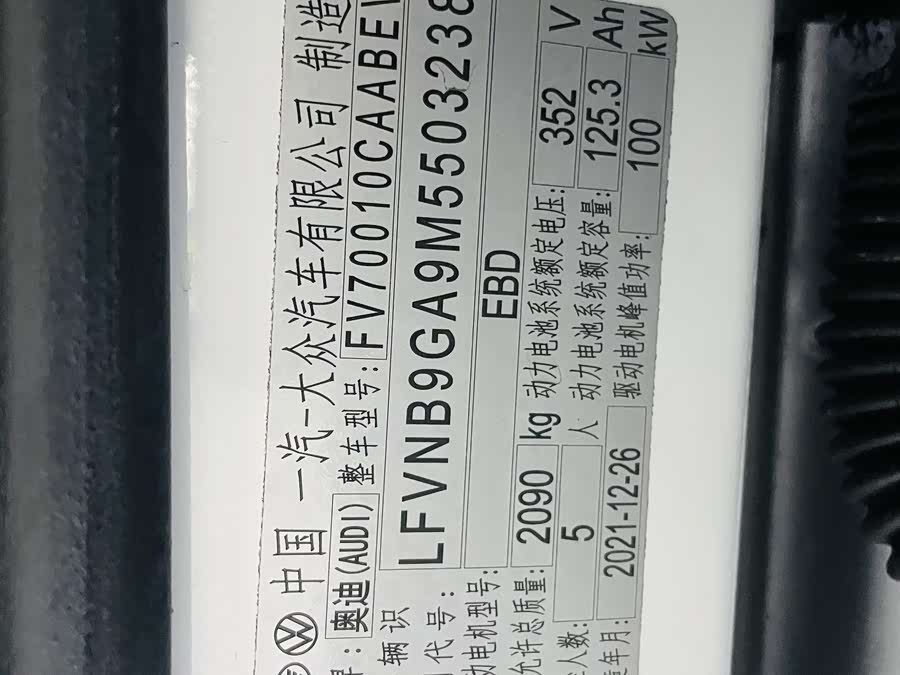 中国 一汽-大众汽车有限公司 制造
牌: 奥迪(AUDI) 整车型号: FV70010CAABEV
辆识
代号: LFVNB9GA9M5503238
动电机型号: EBD
允许总质量: 2090 kg 动力电池系统额定电压: 352 V
人数: 5 人 动力电池系统额定容量: 125.3 Ah
造年月: 2021-12-26 驱动电机峰值功率: 100 kW